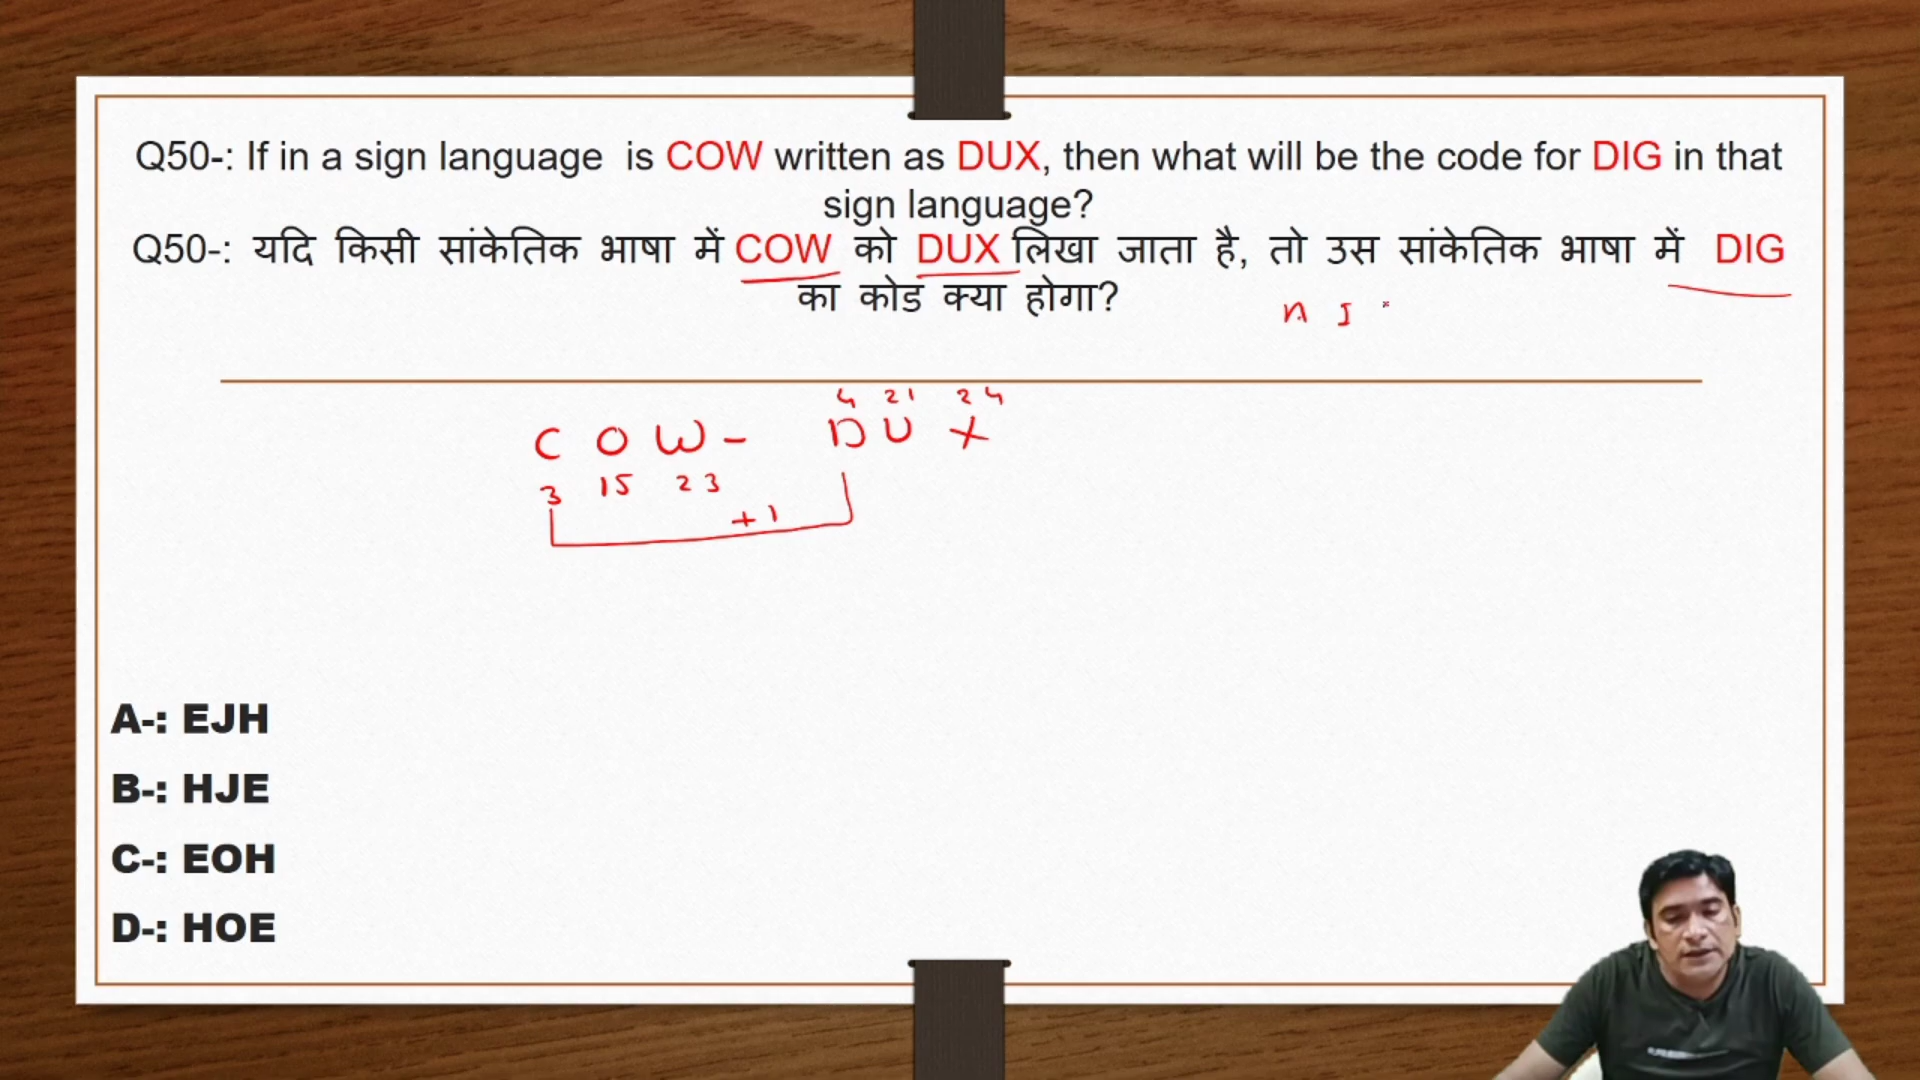 Q50-: If in a sign language is COW written as DUX, then what will be the code for DIG in that
sign language?
Q50-: यदि किसी सांकेतिक भाषा में COW को DUX लिखा जाता है, तो उस सांकेतिक भाषा में DIG
का कोड क्या होगा?
4 21 24
C O W - D U X
3 15 23
+1
A-: EJH
B-: HJE
C-: EOH
D-: HOE